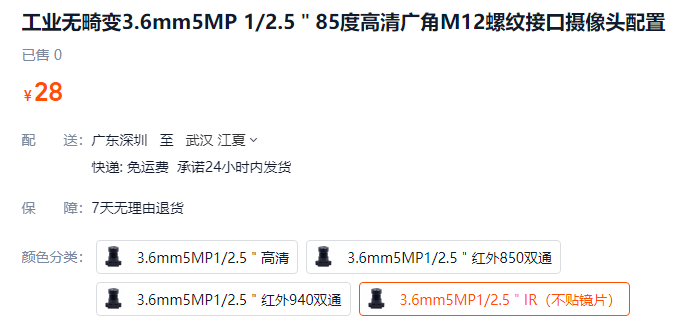 工业无畸变3.6mm5MP 1/2.5＂85度高清广角M12螺纹接口摄像头配置
已售 0
￥28
配 送： 广东深圳 至 武汉 江夏
快递: 免运费 承诺24小时内发货
保 障： 7天无理由退货
颜色分类： 3.6mm5MP1/2.5＂高清 3.6mm5MP1/2.5＂红外850双通
3.6mm5MP1/2.5＂红外940双通 3.6mm5MP1/2.5＂IR（不贴镜片）